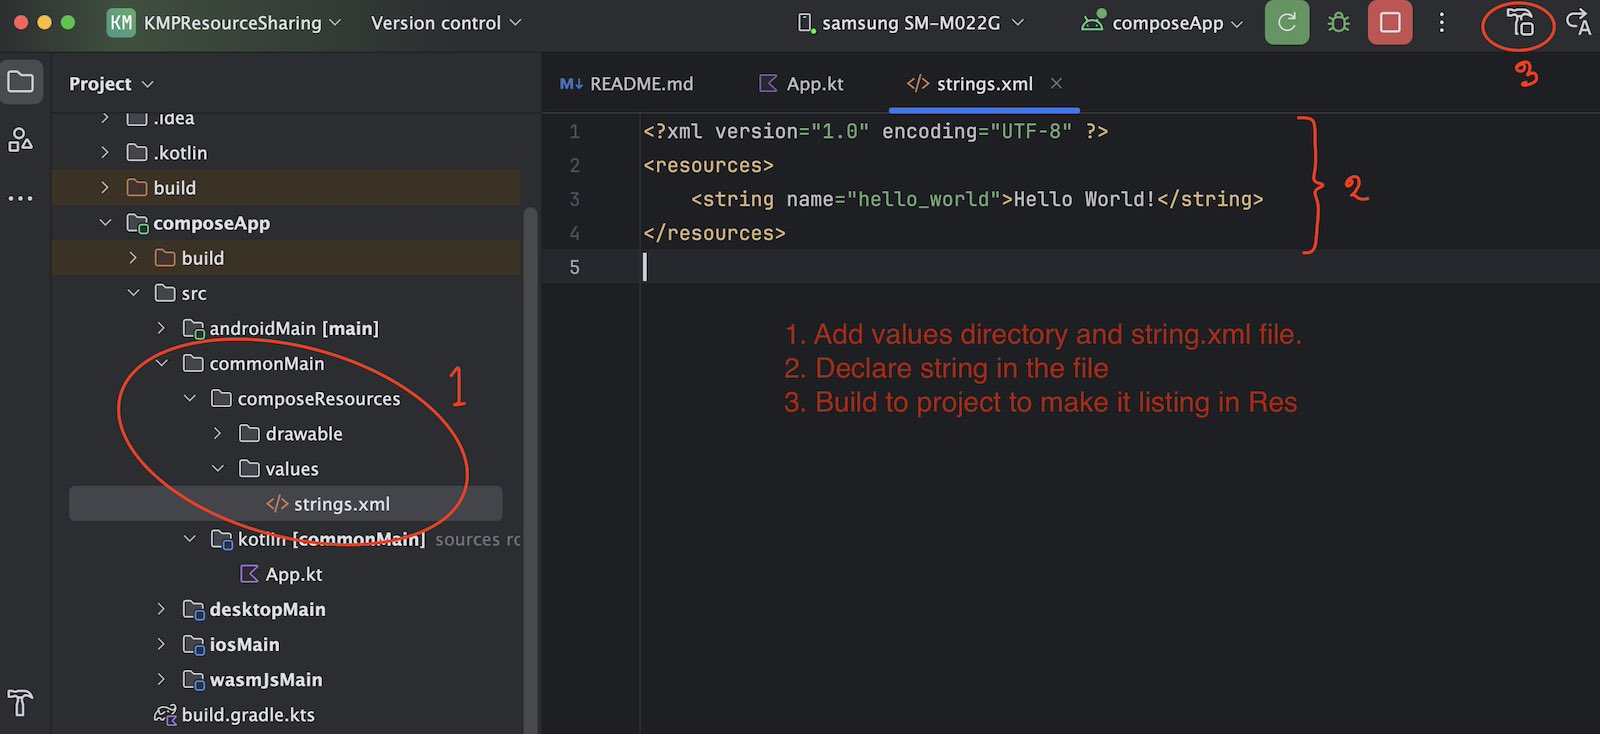 KM KMPResourceSharing Version control samsung SM-M022G composeApp
3
Project
M↓ README.md App.kt </> strings.xml
.idea
.kotlin
build
composeApp
build
src
androidMain [main]
commonMain
composeResources
drawable
values
</> strings.xml
kotlin [commonMain] sources rc
App.kt
desktopMain
iosMain
wasmJsMain
build.gradle.kts
1
1 <?xml version="1.0" encoding="UTF-8" ?>
2 <resources>
3 <string name="hello_world">Hello World!</string>
4 </resources>
5
2
1. Add values directory and string.xml file.
2. Declare string in the file
3. Build to project to make it listing in Res